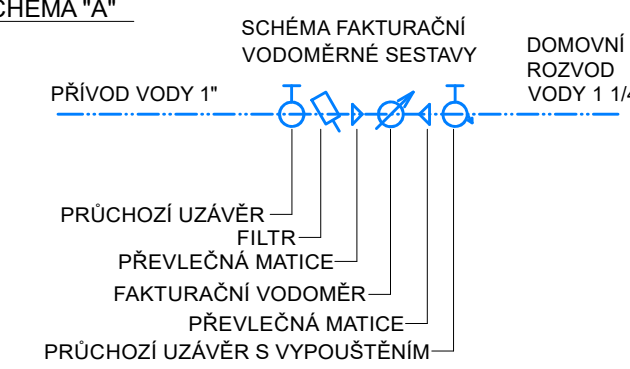 SCHÉMA "A"
SCHÉMA FAKTURAČNÍ
VODOMĚRNÉ SESTAVY
DOMOVNÍ
ROZVOD
VODY 1 1/4
PŘÍVOD VODY 1"
PRŮCHOZÍ UZÁVĚR
FILTR
PŘEVLEČNÁ MATICE
FAKTURAČNÍ VODOMĚR
PŘEVLEČNÁ MATICE
PRŮCHOZÍ UZÁVĚR S VYPOUŠTĚNÍM